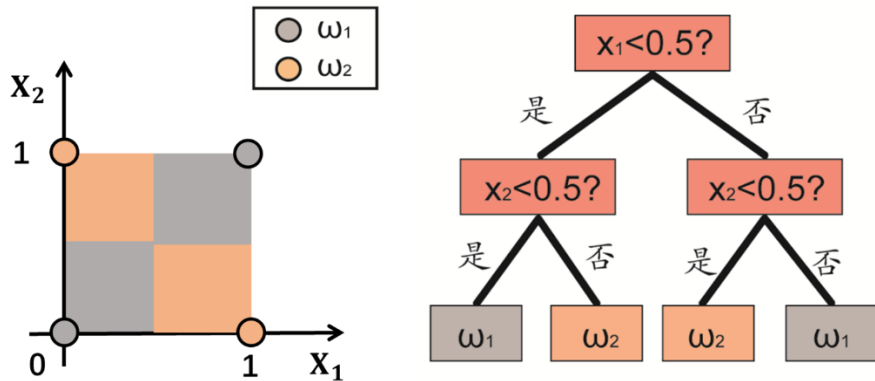 ω₁
ω₂
X₂
1
0
1
X₁
x₁<0.5?
是
否
x₂<0.5?
x₂<0.5?
是
否
是
否
ω₁
ω₂
ω₂
ω₁